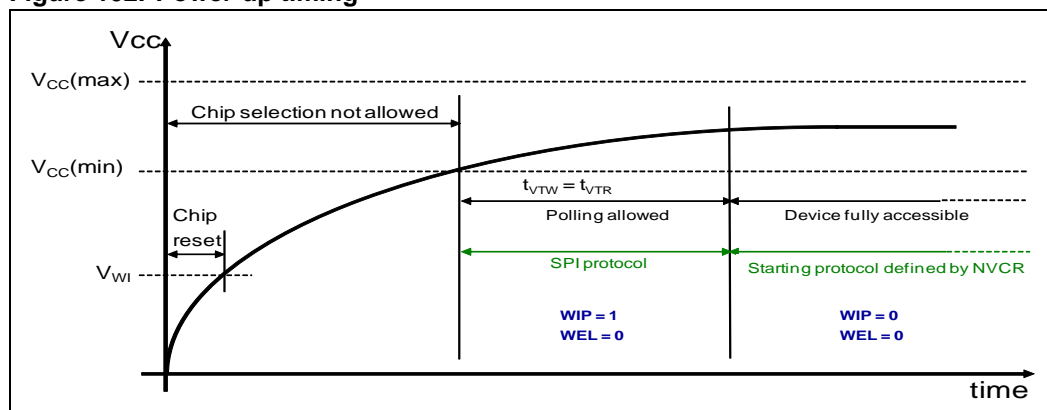 Figure 102. Power-up timing
Vcc
VCC(max)
Chip selection not allowed
VCC(min)
tVTW = tVTR
Chip
reset
Polling allowed
Device fully accessible
VWI
SPI protocol
Starting protocol defined by NVCR
WIP = 1
WEL = 0
WIP = 0
WEL = 0
time